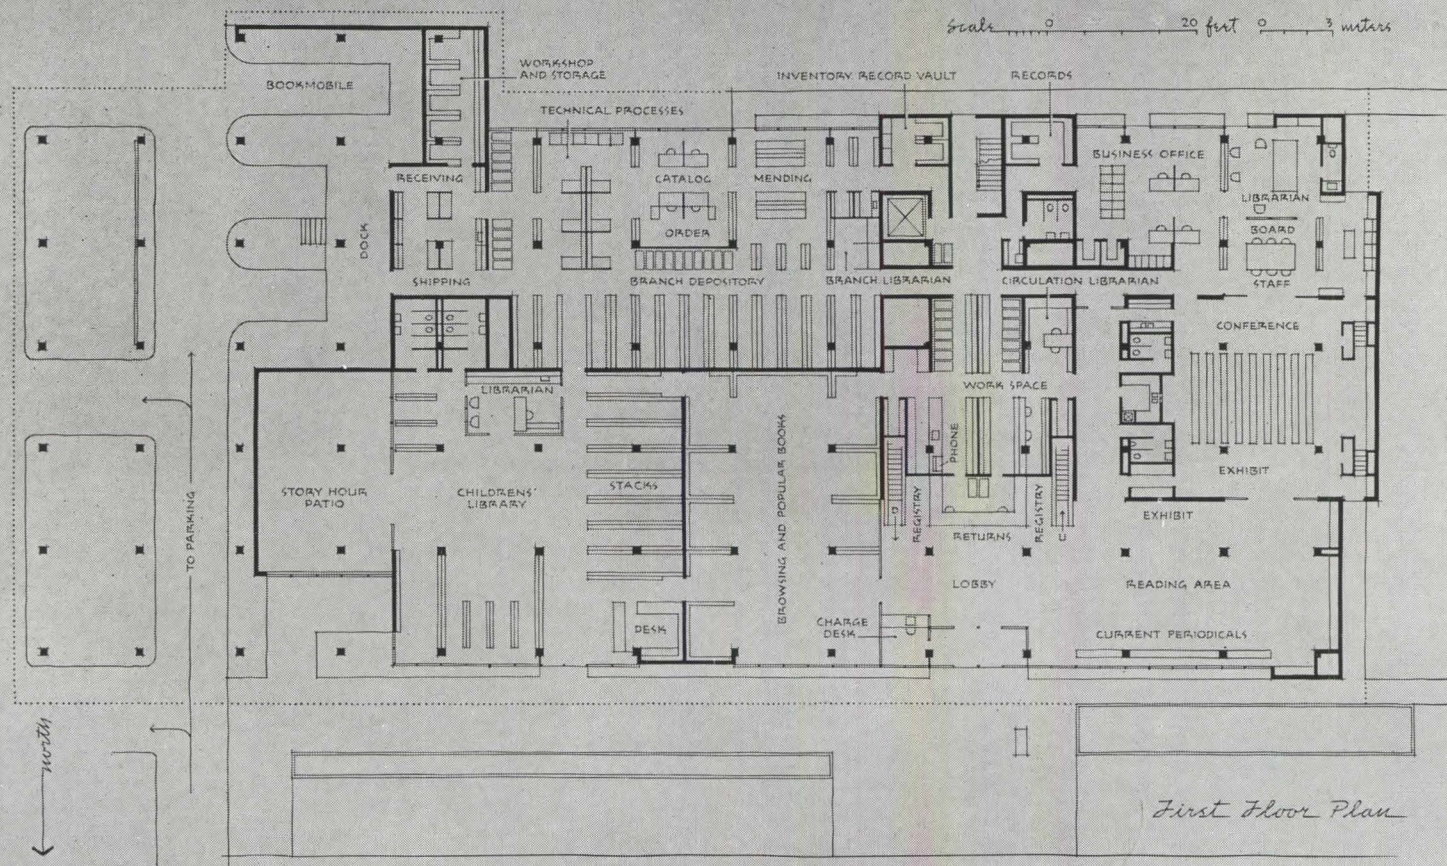 Scale 0 20 feet 0 3 meters
WORKSHOP
AND STORAGE
INVENTORY RECORD VAULT
RECORDS
BOOKMOBILE
TECHNICAL PROCESSES
BUSINESS OFFICE
RECEIVING
CATALOG
MENDING
LIBRARIAN
DOCK
ORDER
BOARD
SHIPPING
BRANCH DEPOSITORY
BRANCH LIBRARIAN
CIRCULATION LIBRARIAN
STAFF
CONFERENCE
LIBRARIAN
WORK SPACE
BROWSING AND POPULAR BOOKS
PHONE
EXHIBIT
STORY HOUR
PATIO
CHILDRENS'
LIBRARY
STACKS
TO PARKING
D
REGISTRY
RETURNS
REGISTRY
U
EXHIBIT
LOBBY
READING AREA
DESK
CHARGE
DESK
CURRENT PERIODICALS
north
First Floor Plan